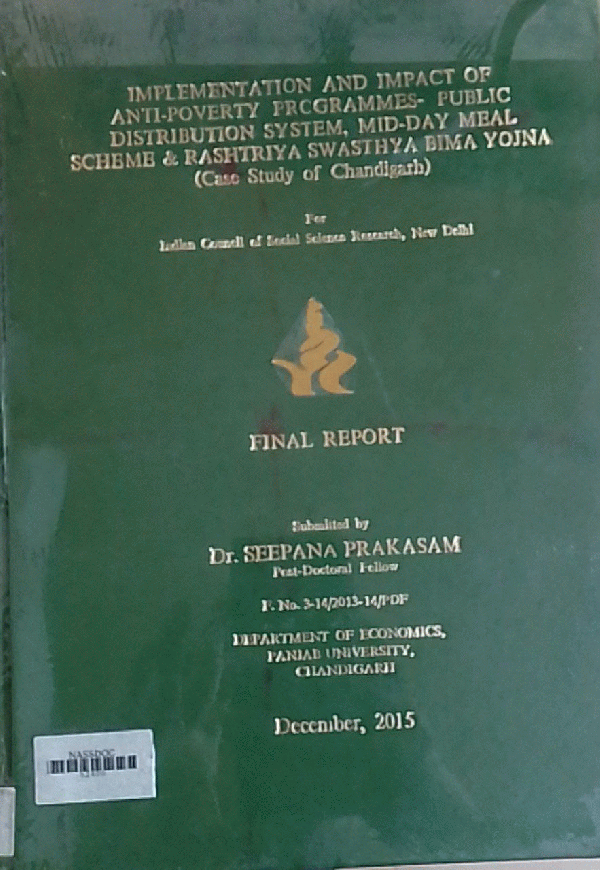 IMPLEMENTATION AND IMPACT OF
ANTI-POVERTY PROGRAMMES- PUBLIC
DISTRIBUTION SYSTEM, MID-DAY MEAL
SCHEME & RASHTRIYA SWASTHYA BIMA YOJNA
(Case Study of Chandigarh)
For
Indian Council of Social Science Research, New Delhi
FINAL REPORT
Submitted by
Dr. SEEPANA PRAKASAM
Post-Doctoral Fellow
F. No. 3-14/2013-14/PDF
DEPARTMENT OF ECONOMICS,
PANJAB UNIVERSITY,
CHANDIGARH
December, 2015
NASSDOC